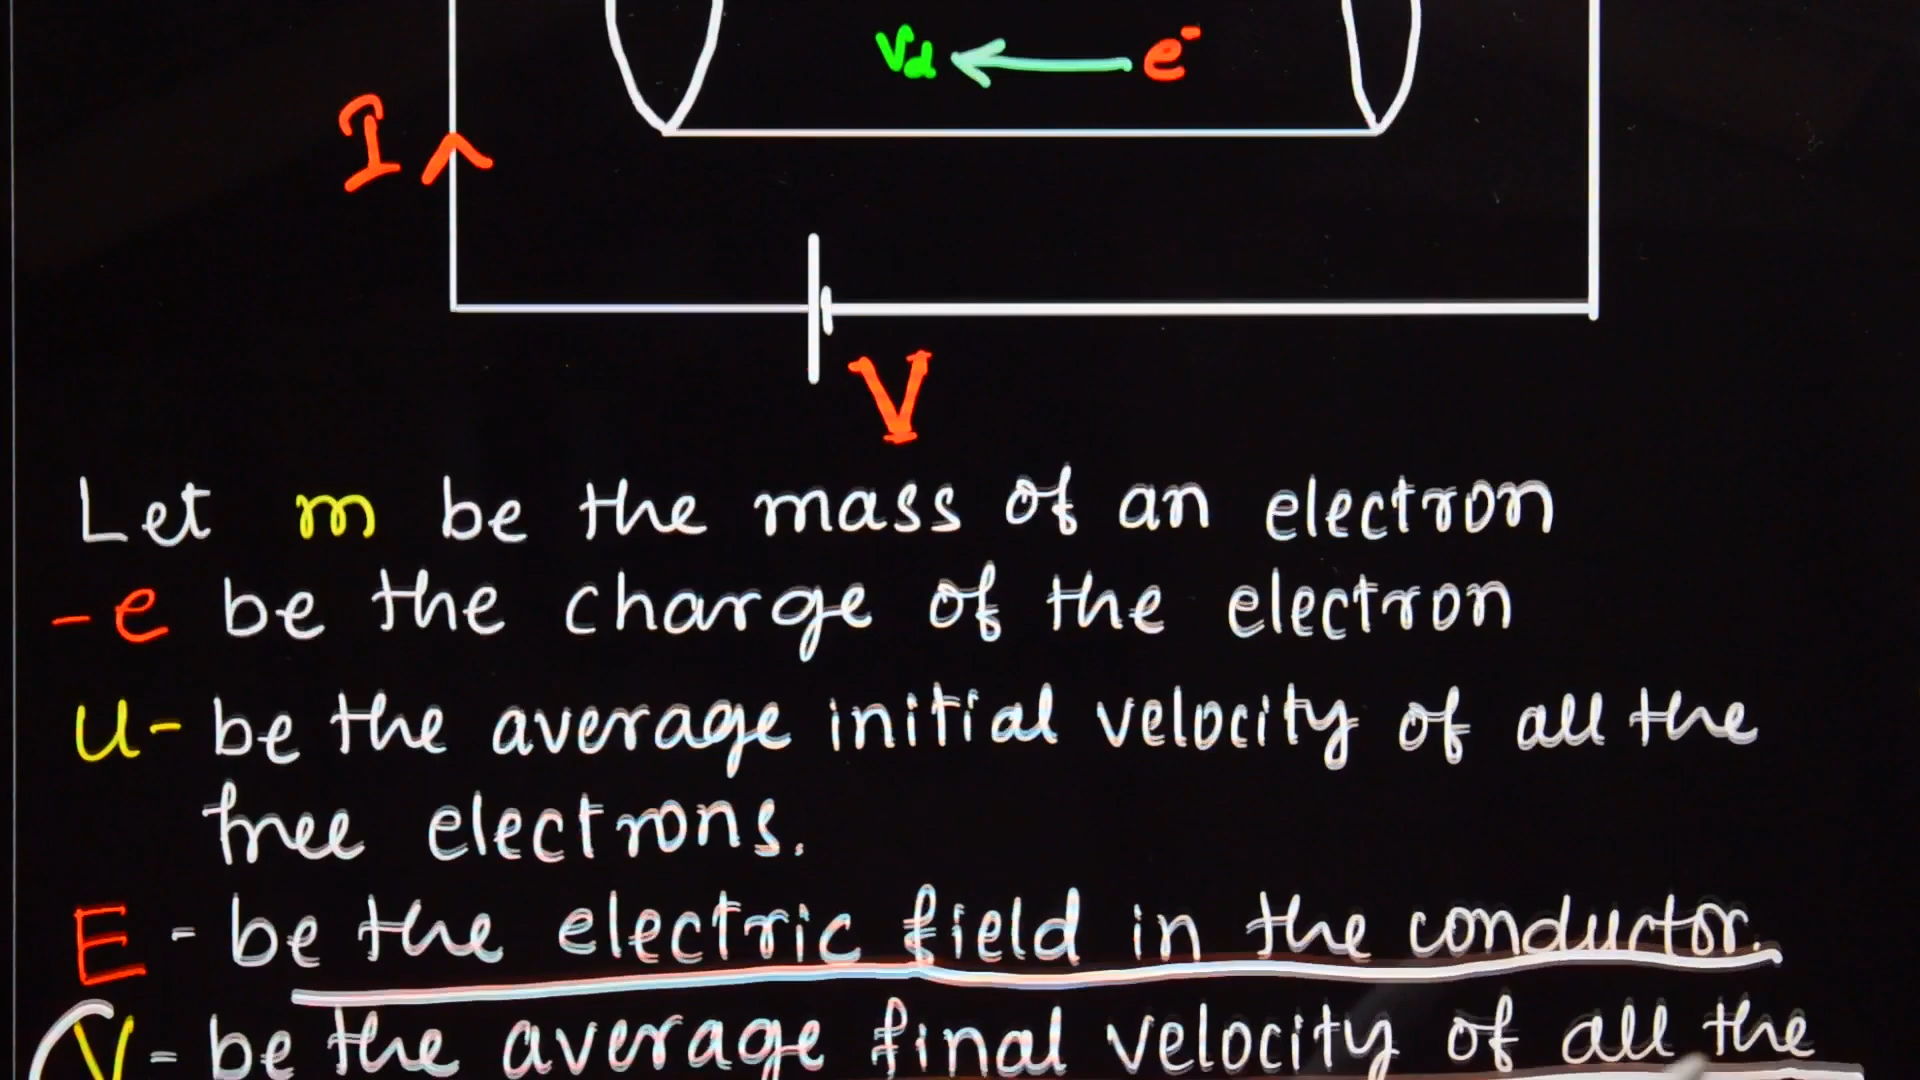 Vd e⁻
I
V
Let m be the mass of an electron
-e be the charge of the electron
u- be the average initial velocity of all the
free electrons.
E - be the electric field in the conductor.
V- be the average final velocity of all the